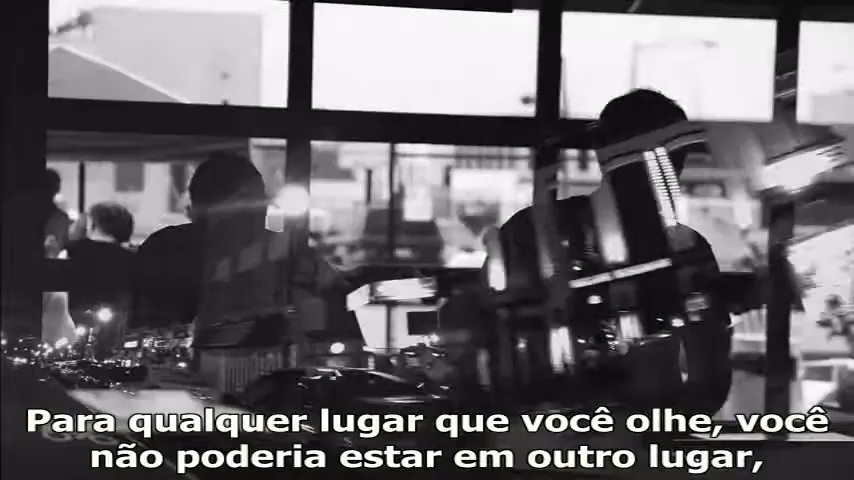 Para qualquer lugar que você olhe, você
não poderia estar em outro lugar,